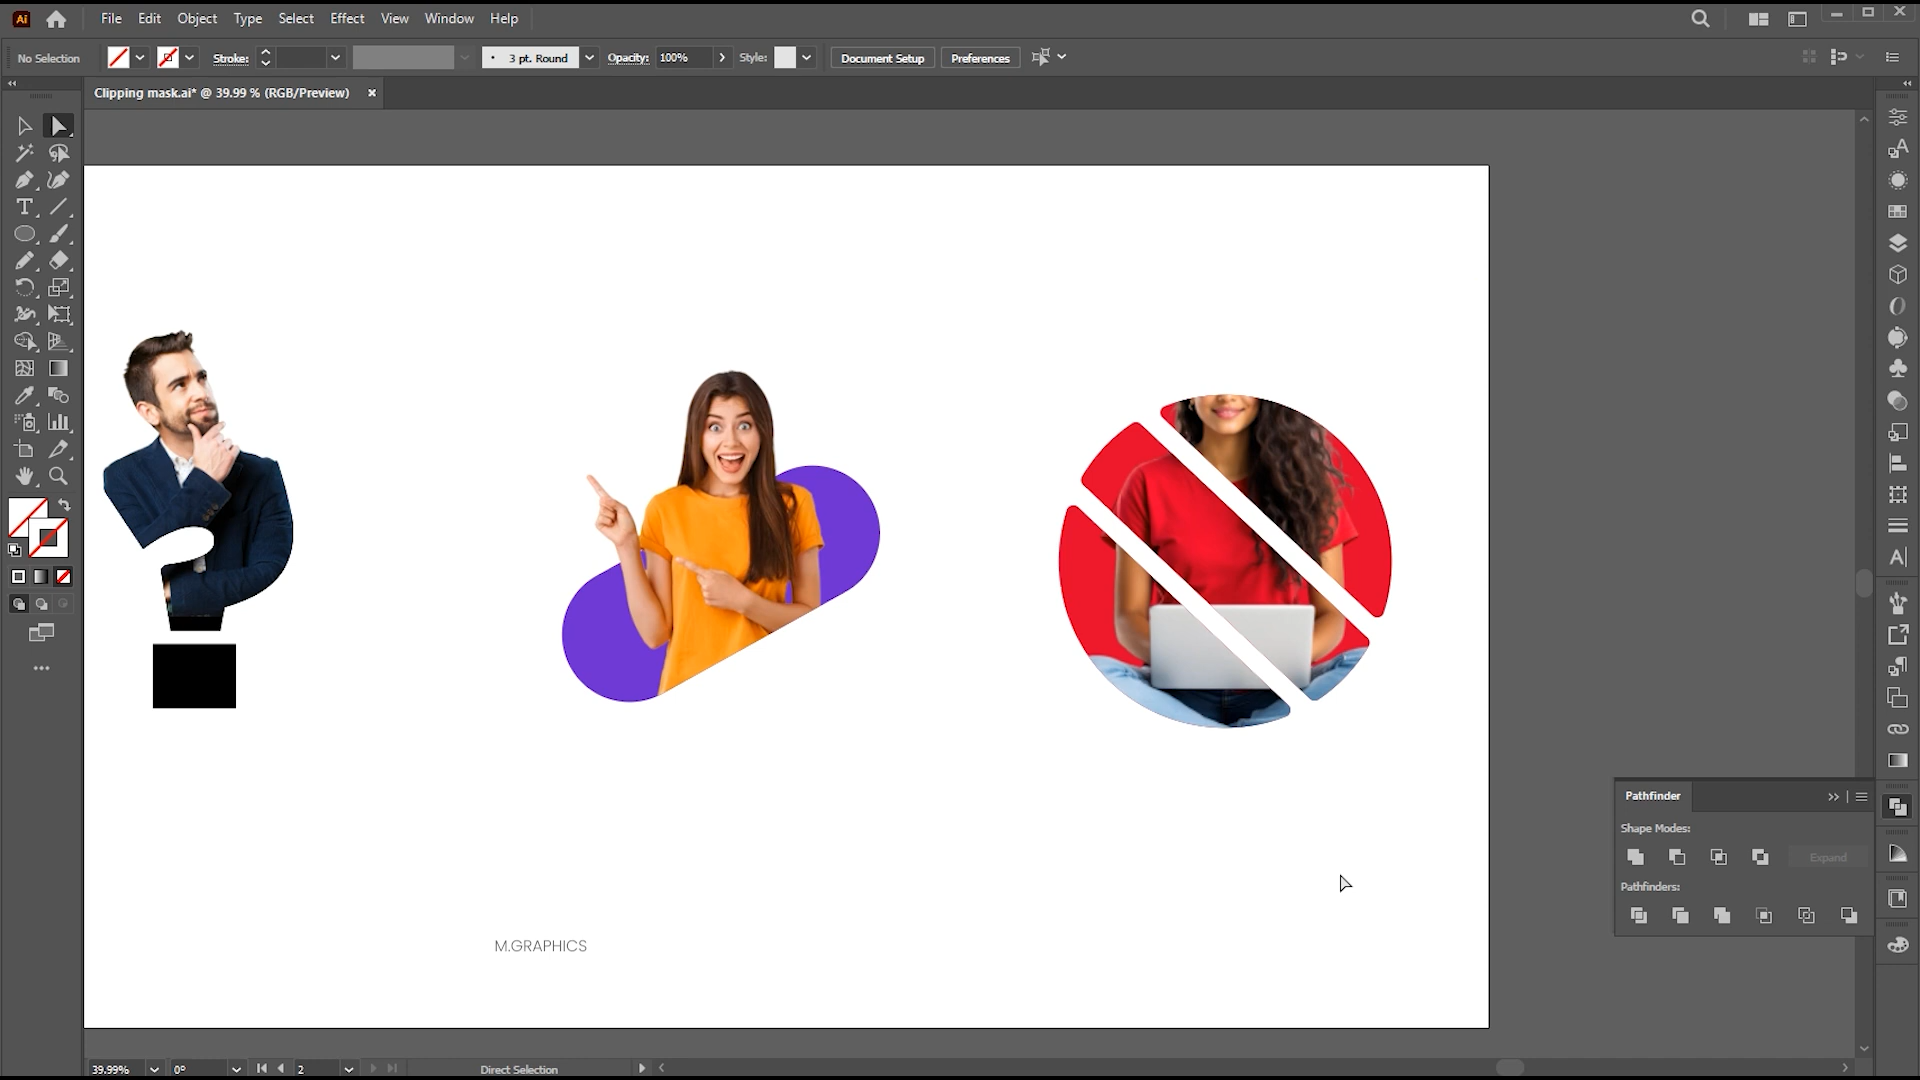 Ai File Edit Object Type Select Effect View Window Help
No Selection Stroke: 3 pt. Round Opacity: 100% Style: Document Setup Preferences
Clipping mask.ai* @ 39.99 % (RGB/Preview)
M.GRAPHICS
Pathfinder
Shape Modes:
Expand
Pathfinders:
39.99% 0° 2 Direct Selection